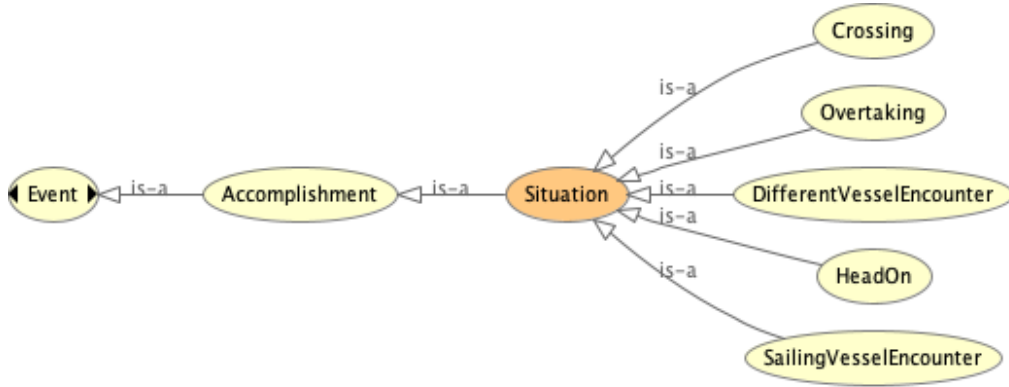 Crossing
is-a
Overtaking
is-a
Event
is-a
Accomplishment
is-a
Situation
is-a
DifferentVesselEncounter
is-a
HeadOn
is-a
SailingVesselEncounter